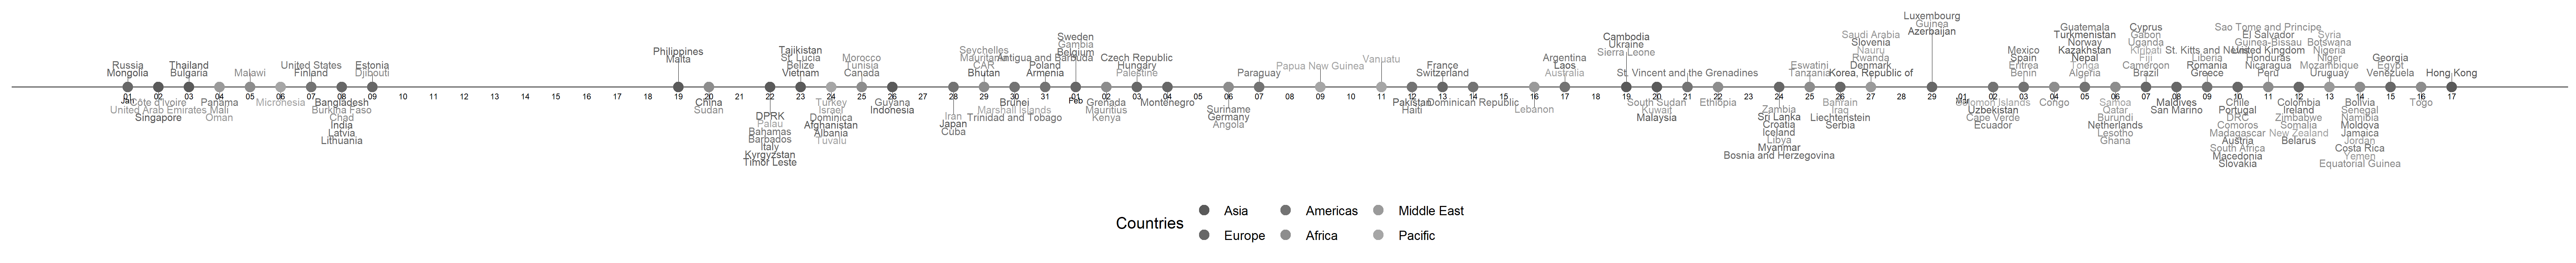 Russia
Mongolia
Thailand
Bulgaria
Malawi
United States
Finland
Estonia
Djibouti
Philippines
Malta
Tajikistan
St. Lucia
Belize
Vietnam
Morocco
Tunisia
Canada
Seychelles
Mauritania
CAR
Bhutan
Antigua and Barbuda
Poland
Armenia
Sweden
Gambia
Belgium
Czech Republic
Hungary
Palestine
Paraguay
Papua New Guinea
Vanuatu
France
Switzerland
Argentina
Laos
Australia
Cambodia
Ukraine
Sierra Leone
St. Vincent and the Grenadines
Eswatini
Tanzania
Korea, Republic of
Saudi Arabia
Slovenia
Nauru
Rwanda
Denmark
Luxembourg
Guinea
Azerbaijan
Mexico
Spain
Eritrea
Benin
Guatemala
Turkmenistan
Norway
Kazakhstan
Nepal
Tonga
Algeria
Cyprus
Gabon
Uganda
Kiribati
Fiji
Cameroon
Brazil
St. Kitts and Nevis
Liberia
Romania
Greece
Sao Tome and Principe
El Salvador
Guinea-Bissau
United Kingdom
Honduras
Nicaragua
Peru
Syria
Botswana
Nigeria
Niger
Mozambique
Uruguay
Georgia
Egypt
Venezuela
Hong Kong
01 02 03 04 05 06 07 08 09 10 11 12 13 14 15 16 17 18 19 20 21 22 23 24 25 26 27 28 29 30 31 01 02 03 04 05 06 07 08 09 10 11 12 13 14 15 16 17 18 19 20 21 22 23 24 25 26 27 28 29 01 02 03 04 05 06 07 08 09 10 11 12 13 14 15 16 17
Jan
Feb
Mar
United Arab Emirates
Côte d'Ivoire
Singapore
Panama
Mali
Oman
Micronesia
Bangladesh
Burkina Faso
Chad
India
Latvia
Lithuania
China
Sudan
DPRK
Palau
Bahamas
Barbados
Italy
Kyrgyzstan
Timor Leste
Turkey
Israel
Dominica
Afghanistan
Albania
Tuvalu
Guyana
Indonesia
Iran
Japan
Cuba
Brunei
Marshall Islands
Trinidad and Tobago
Grenada
Mauritius
Kenya
Montenegro
Suriname
Germany
Angola
Pakistan
Haiti
Dominican Republic
Lebanon
South Sudan
Kuwait
Malaysia
Ethiopia
Zambia
Sri Lanka
Croatia
Iceland
Libya
Myanmar
Bosnia and Herzegovina
Bahrain
Iraq
Liechtenstein
Serbia
Solomon Islands
Uzbekistan
Cape Verde
Ecuador
Congo
Samoa
Qatar
Burundi
Netherlands
Lesotho
Ghana
Maldives
San Marino
Chile
Portugal
DRC
Comoros
Madagascar
Austria
South Africa
Macedonia
Slovakia
Colombia
Ireland
Zimbabwe
Somalia
New Zealand
Belarus
Bolivia
Senegal
Namibia
Moldova
Jamaica
Jordan
Costa Rica
Yemen
Equatorial Guinea
Togo
Countries
Asia
Americas
Middle East
Europe
Africa
Pacific